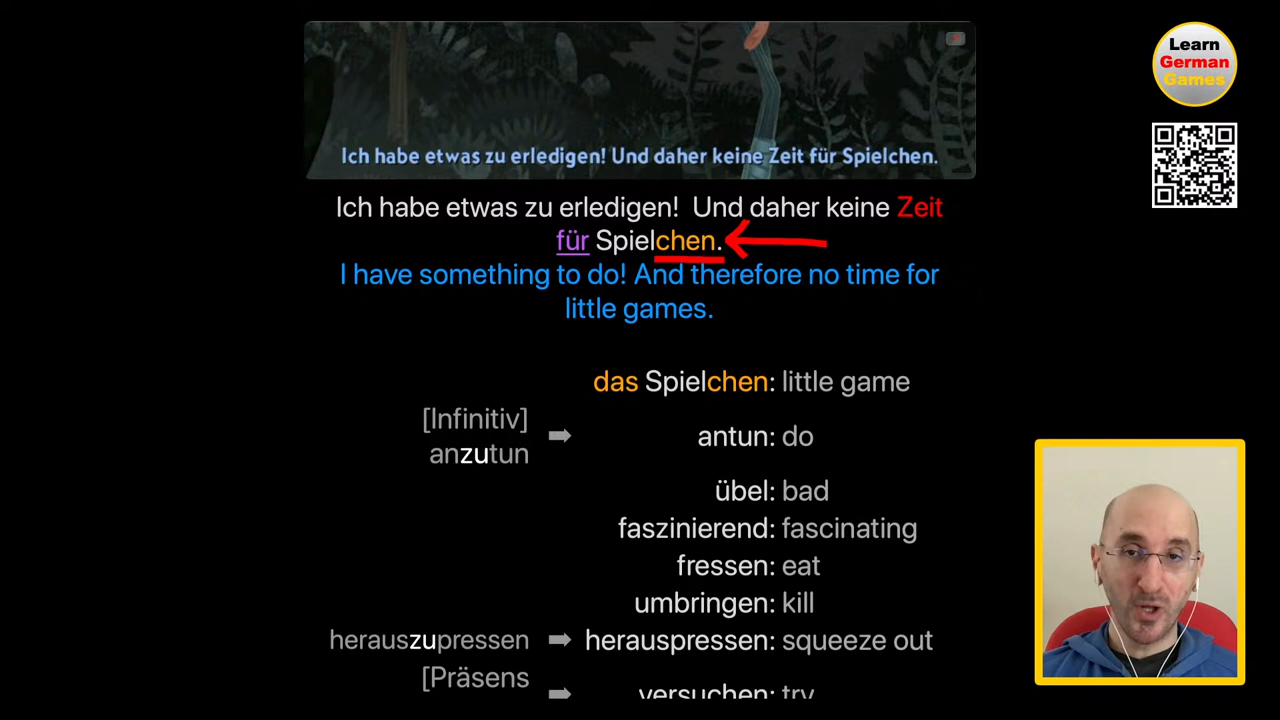 Learn
German
Games
Ich habe etwas zu erledigen! Und daher keine Zeit für Spielchen.
Ich habe etwas zu erledigen! Und daher keine Zeit
für Spielchen.
I have something to do! And therefore no time for
little games.
das Spielchen: little game
[Infinitiv]
anzutun ➡ antun: do
übel: bad
faszinierend: fascinating
fressen: eat
umbringen: kill
herauszupressen ➡ herauspressen: squeeze out
[Präsens
➡ versuchen: try